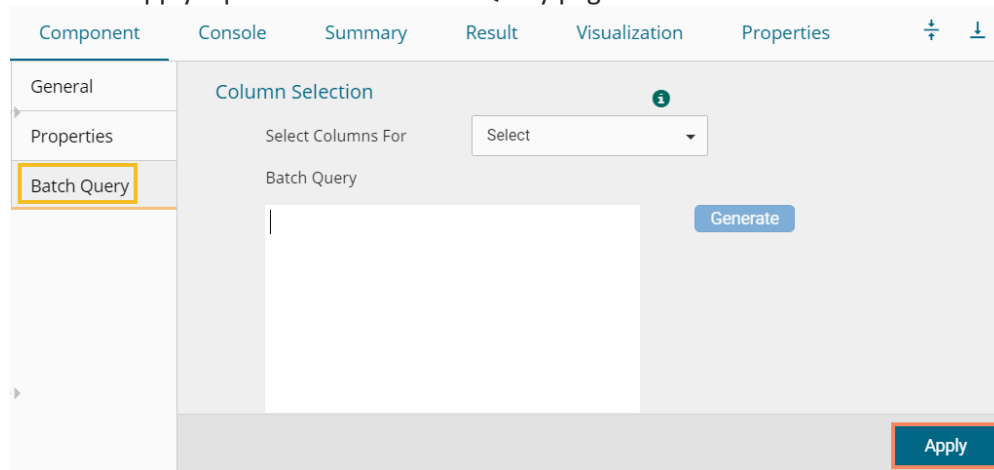 Component Console Summary Result Visualization Properties
General
Column Selection
Properties
Select Columns For Select
Batch Query
Batch Query
Generate
Apply